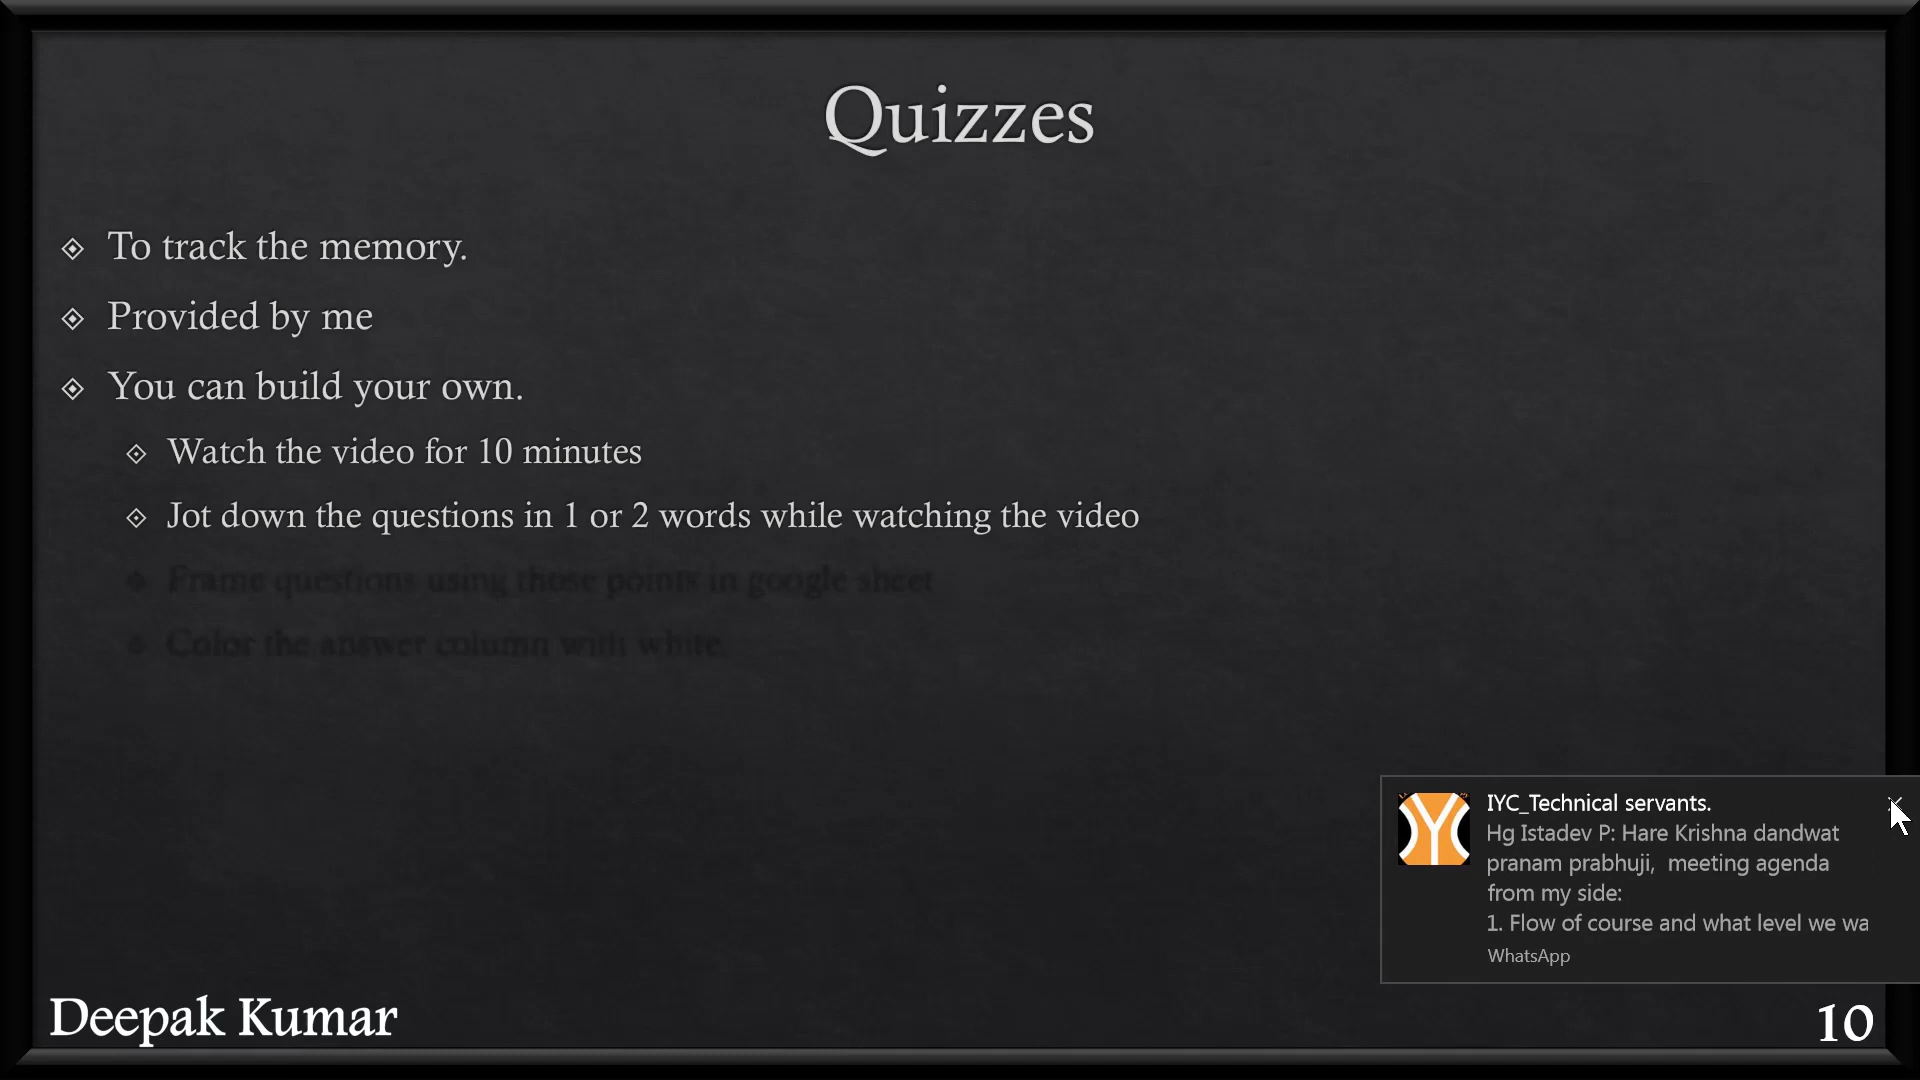 Quizzes
To track the memory.
Provided by me
You can build your own.
Watch the video for 10 minutes
Jot down the questions in 1 or 2 words while watching the video
Frame questions using those points in google sheet
Color the answer column with white
IYC_Technical servants.
Hg Istadev P: Hare Krishna dandwat
pranam prabhuji,  meeting agenda
from my side:
1. Flow of course and what level we wa
WhatsApp
Deepak Kumar
10